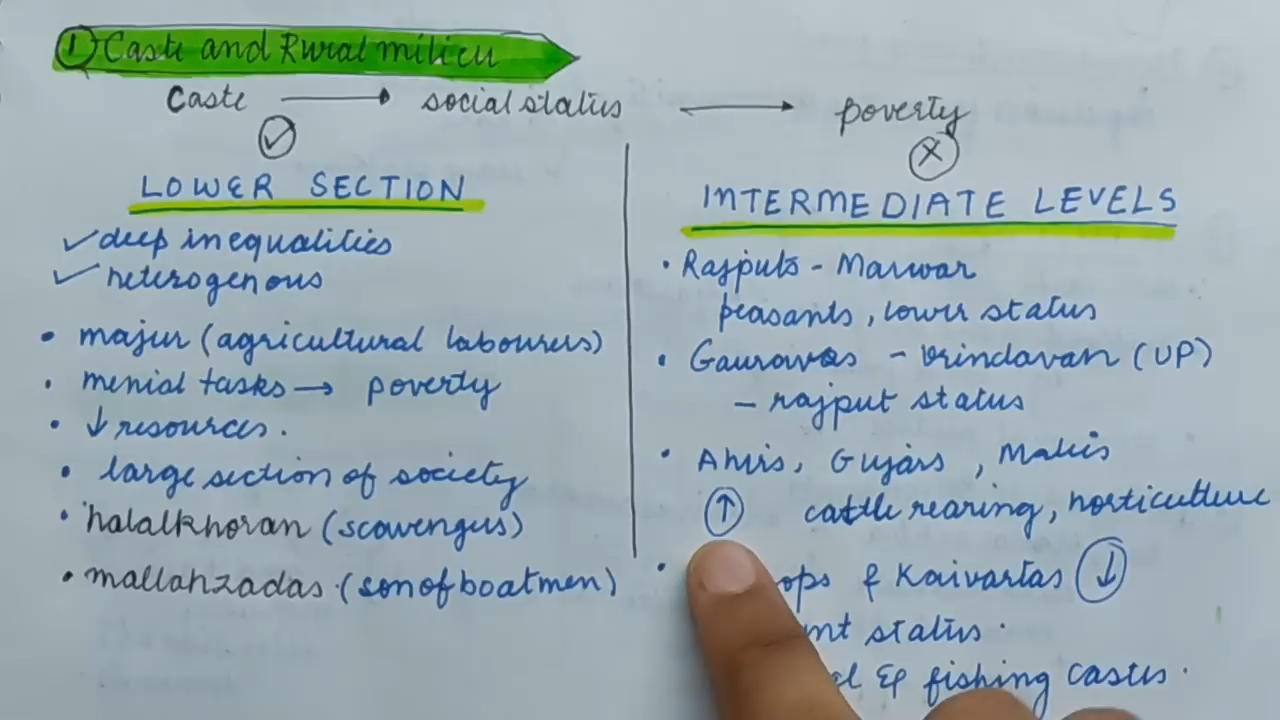 ① Caste and Rural milieu
Caste → social status ↔ poverty
LOWER SECTION
✓ deep inequalities
✓ heterogenous
• majur (agricultural labourers)
• menial tasks → poverty
• ↓ resources.
• large section of society
• halalkhoran (scavengers)
• mallahzadas (son of boatmen)
INTERMEDIATE LEVELS
• Rajputs - Marwar
peasants, lower status
• Gauravas - Vrindavan (UP)
- rajput status
• Ahirs, Gujars, Malis
↑ cattle rearing, horticulture
• & Kaivartas ↓
status.
& fishing castes.